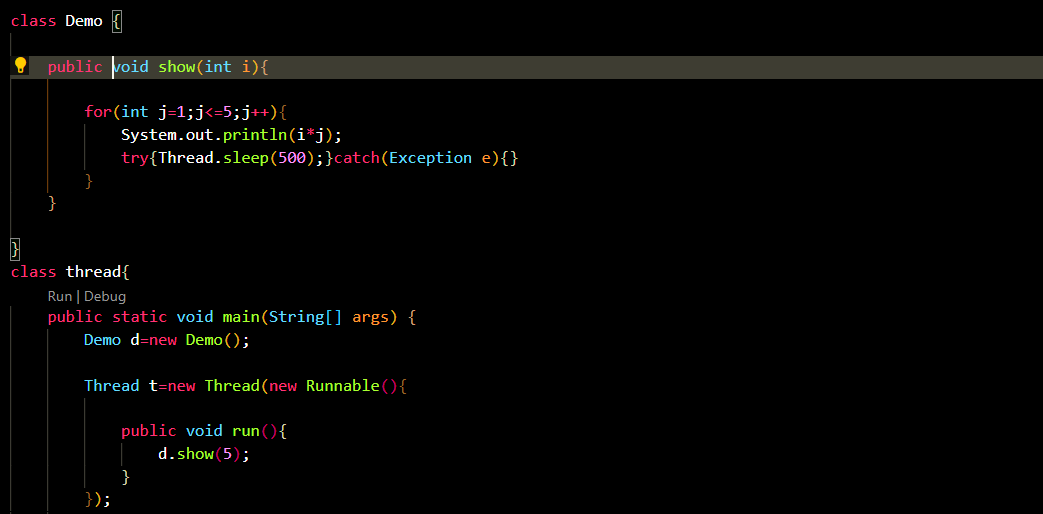 class Demo {
public void show(int i){
for(int j=1;j<=5;j++){
System.out.println(i*j);
try{Thread.sleep(500);}catch(Exception e){}
}
}
}
class thread{
Run | Debug
public static void main(String[] args) {
Demo d=new Demo();
Thread t=new Thread(new Runnable(){
public void run(){
d.show(5);
}
});